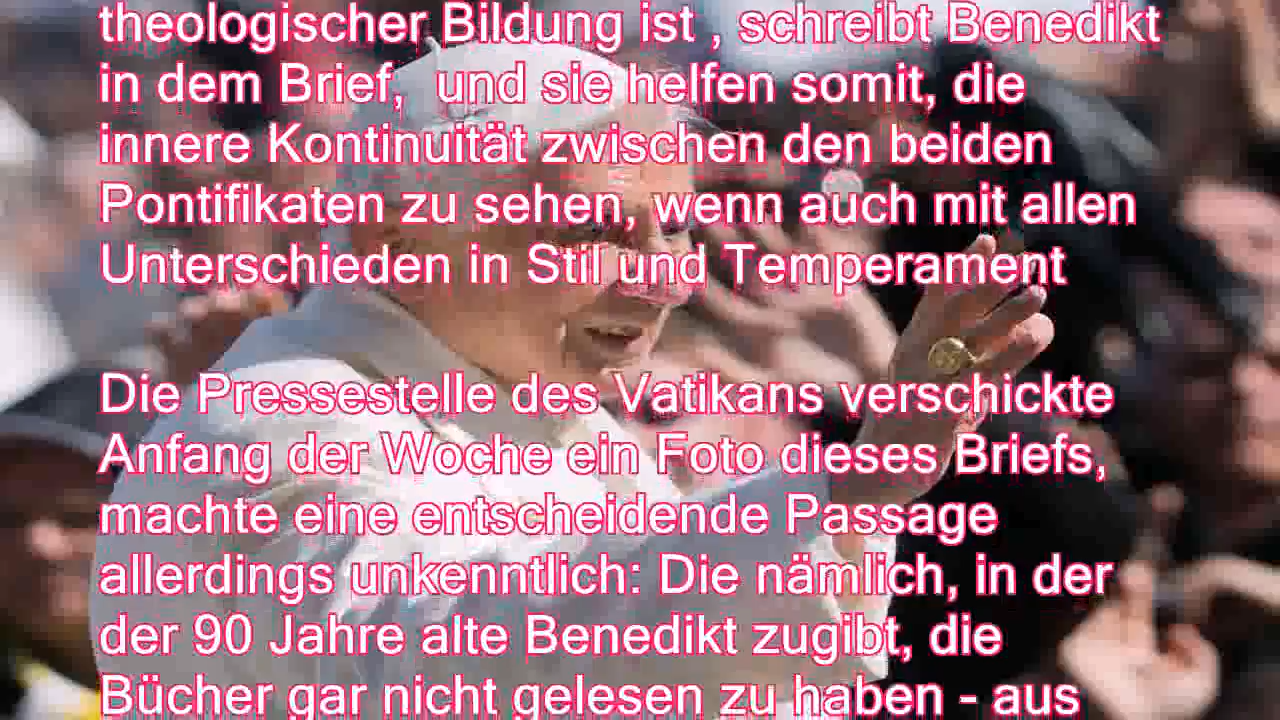 theologischer Bildung ist , schreibt Benedikt
in dem Brief,  und sie helfen somit, die
innere Kontinuität zwischen den beiden
Pontifikaten zu sehen, wenn auch mit allen
Unterschieden in Stil und Temperament
Die Pressestelle des Vatikans verschickte
Anfang der Woche ein Foto dieses Briefs,
machte eine entscheidende Passage
allerdings unkenntlich: Die nämlich, in der
der 90 Jahre alte Benedikt zugibt, die
Bücher gar nicht gelesen zu haben - aus